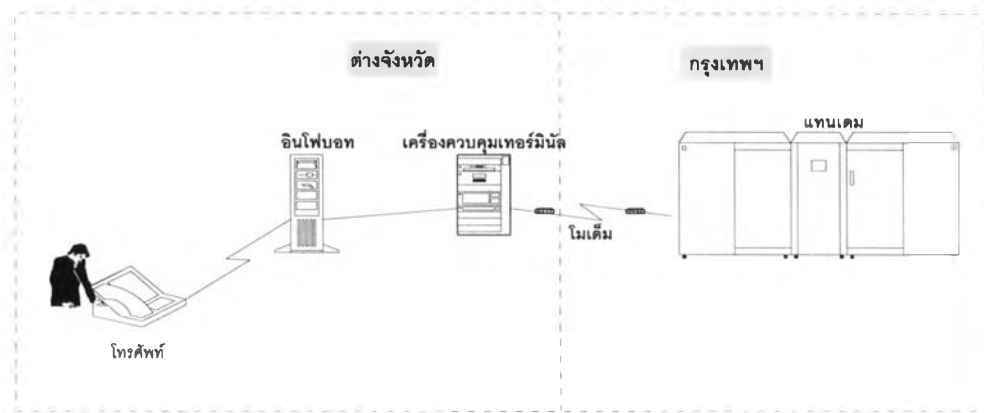 ต่างจังหวัด
กรุงเทพฯ
แทนเดม
อินโฟบอท
เครื่องควบคุมเทอร์มินัล
โมเด็ม
โทรศัพท์